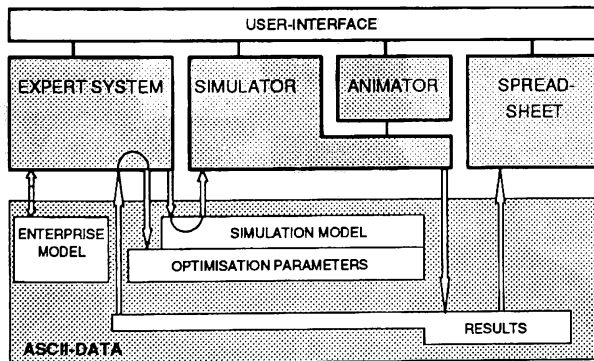 USER-INTERFACE
EXPERT SYSTEM
SIMULATOR
ANIMATOR
SPREAD-
SHEET
ENTERPRISE
MODEL
SIMULATION MODEL
OPTIMISATION PARAMETERS
RESULTS
ASCII-DATA